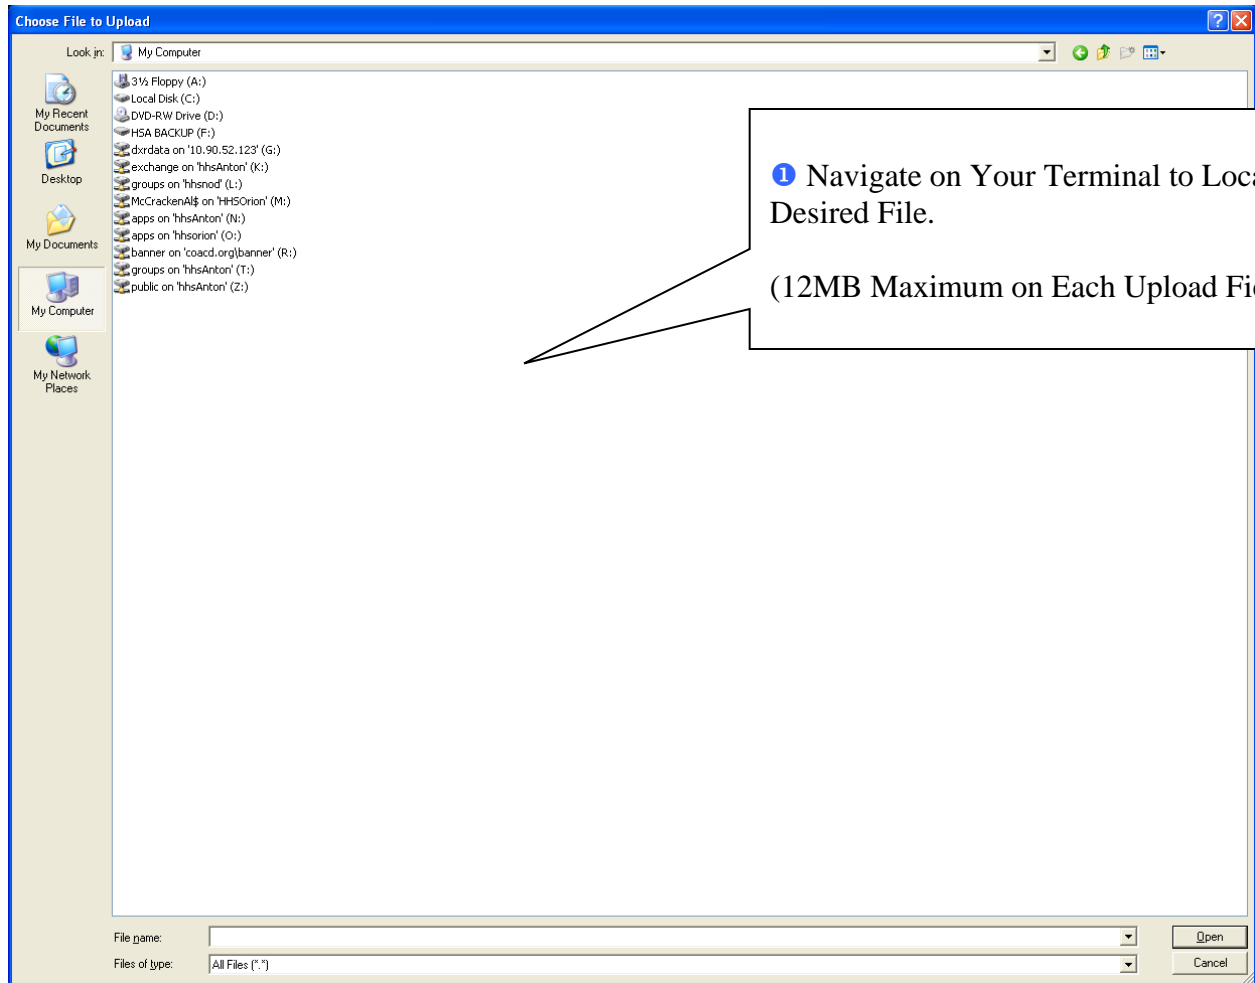 Choose File to Upload
Look in: My Computer
My Recent
Documents
Desktop
My Documents
My Computer
My Network
Places
3½ Floppy (A:)
Local Disk (C:)
DVD-RW Drive (D:)
HSA BACKUP (F:)
dxrdata on '10.90.52.123' (G:)
exchange on 'hhsAnton' (K:)
groups on 'hhsnod' (L:)
McCrackenAl$ on 'HHSOrion' (M:)
apps on 'hhsAnton' (N:)
apps on 'hhsorion' (O:)
banner on 'coacd.org\banner' (R:)
groups on 'hhsAnton' (T:)
public on 'hhsAnton' (Z:)
❶ Navigate on Your Terminal to Loca
Desired File.
(12MB Maximum on Each Upload Fi
File name:
Open
Files of type: All Files (*.*)
Cancel